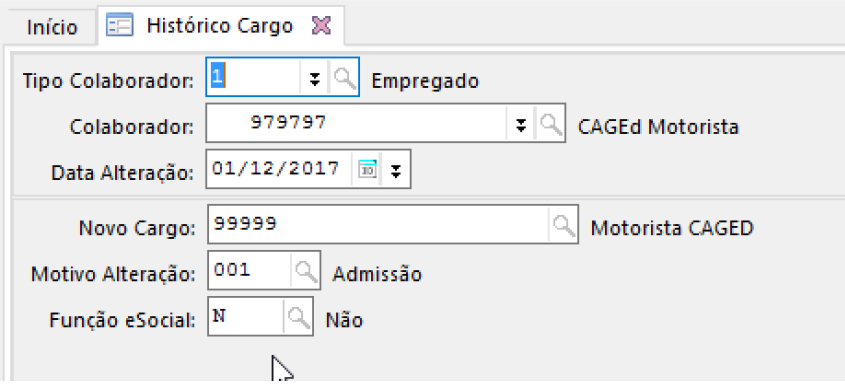 Início Histórico Cargo
Tipo Colaborador: 1 Empregado
Colaborador: 979797 CAGEd Motorista
Data Alteração: 01/12/2017
Novo Cargo: 99999 Motorista CAGED
Motivo Alteração: 001 Admissão
Função eSocial: N Não